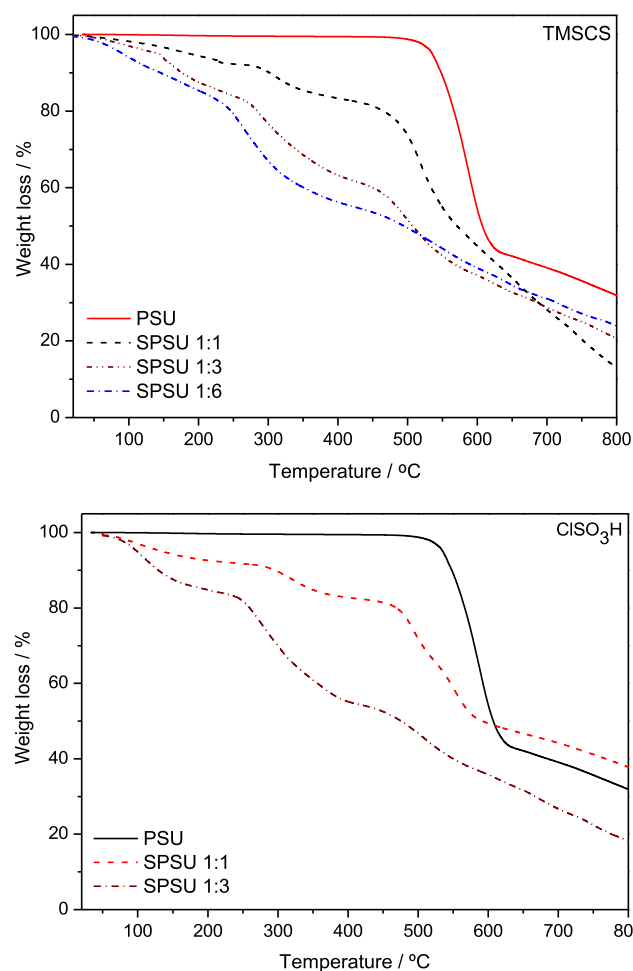 TMSCS
100
80
60
40
20
0
Weight loss / %
PSU
SPSU 1:1
SPSU 1:3
SPSU 1:6
100 200 300 400 500 600 700 800
Temperature / ºC
ClSO3H
100
80
60
40
20
0
Weight loss / %
PSU
SPSU 1:1
SPSU 1:3
100 200 300 400 500 600 700 80
Temperature / ºC